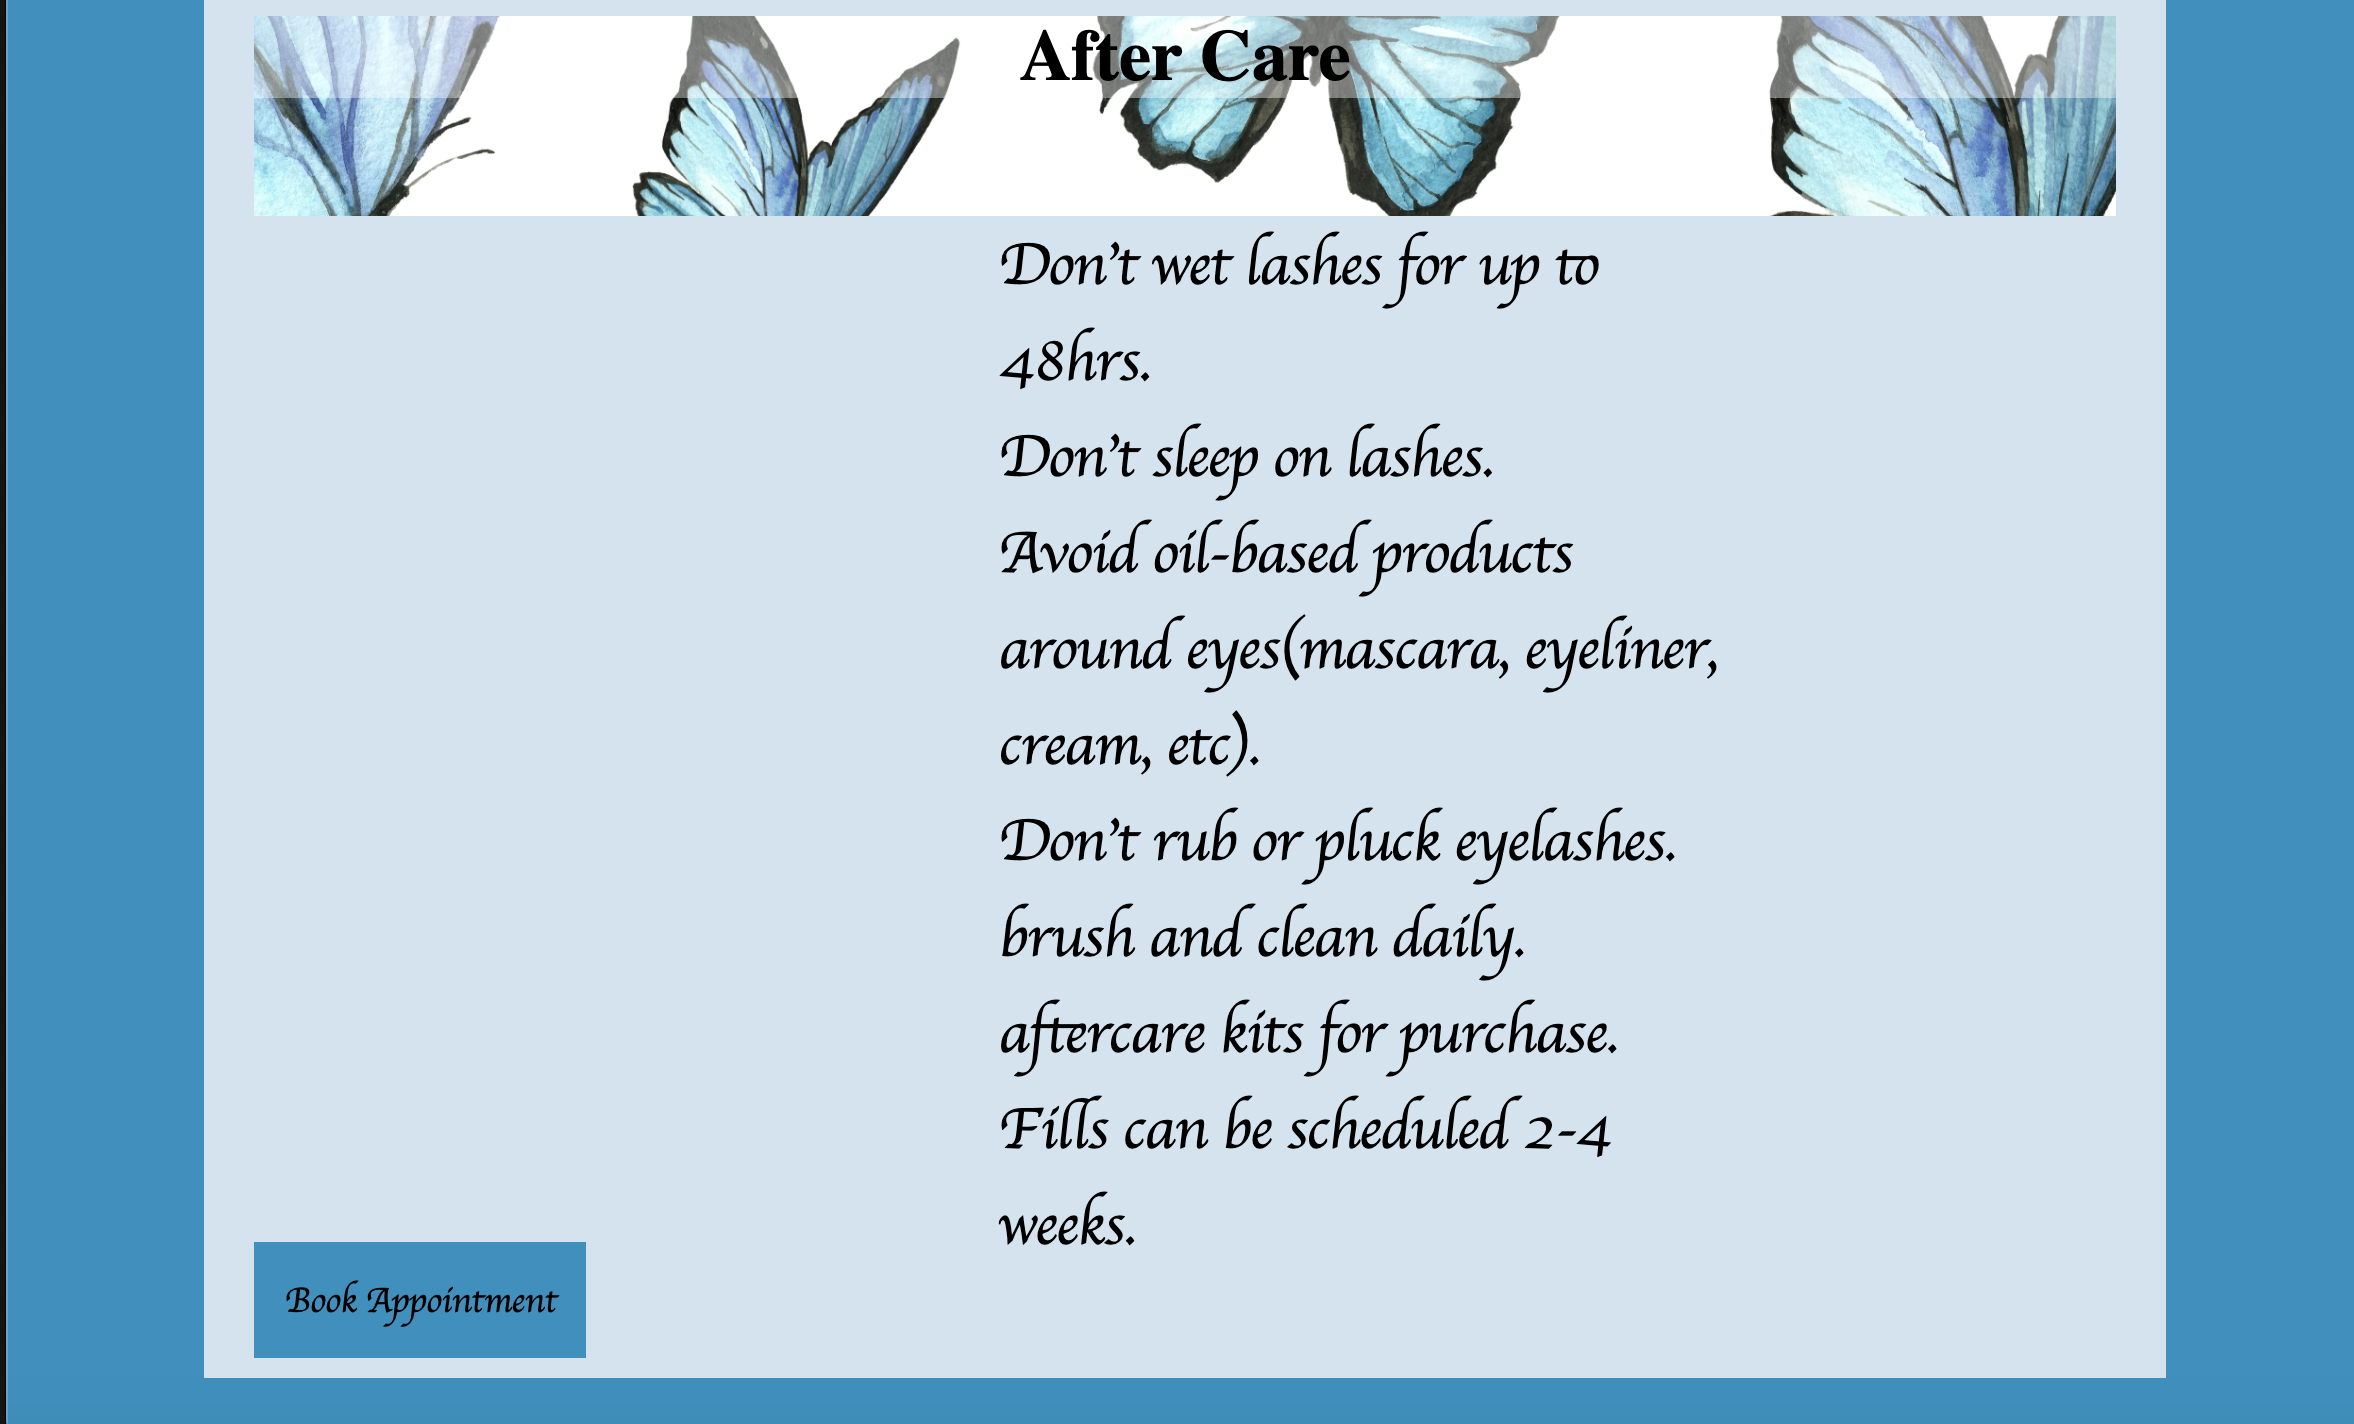 After Care
Don't wet lashes for up to
48hrs.
Don't sleep on lashes.
Avoid oil-based products
around eyes(mascara, eyeliner,
cream, etc).
Don't rub or pluck eyelashes.
brush and clean daily.
aftercare kits for purchase.
Fills can be scheduled 2-4
weeks.
Book Appointment